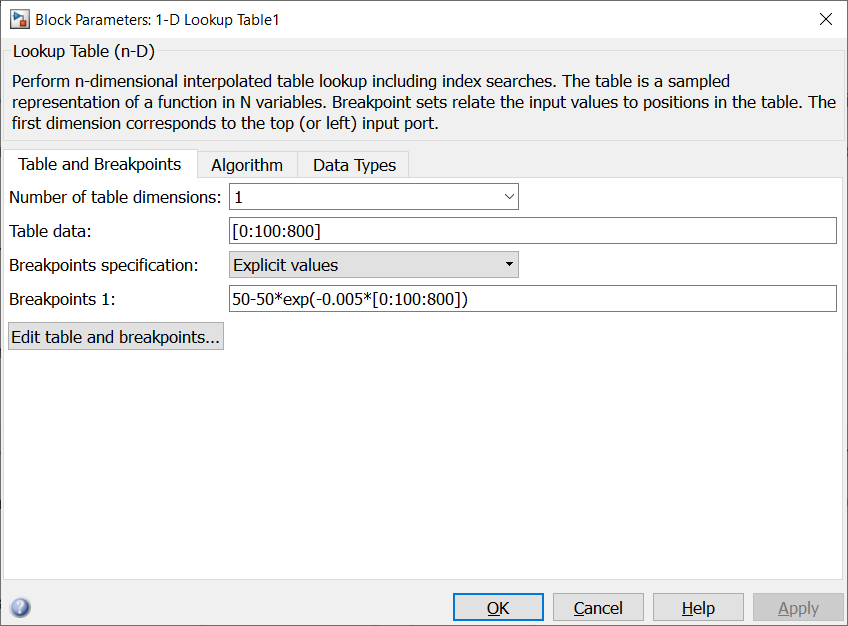 Block Parameters: 1-D Lookup Table1
Lookup Table (n-D)
Perform n-dimensional interpolated table lookup including index searches. The table is a sampled
representation of a function in N variables. Breakpoint sets relate the input values to positions in the table. The
first dimension corresponds to the top (or left) input port.
Table and Breakpoints Algorithm Data Types
Number of table dimensions: 1
Table data: [0:100:800]
Breakpoints specification: Explicit values
Breakpoints 1: 50-50*exp(-0.005*[0:100:800])
Edit table and breakpoints...
? OK Cancel Help Apply